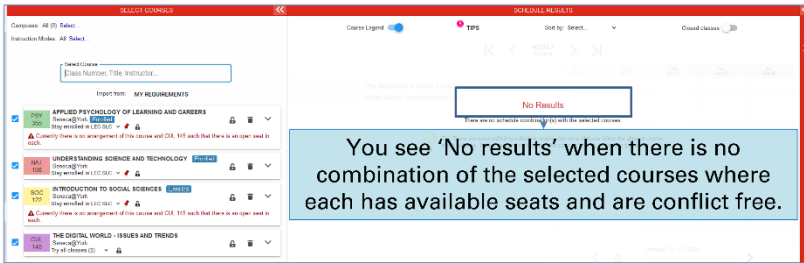 SELECT COURSES
SCHEDULE RESULTS
Campuses: All (9) Select...
Instruction Modes: All Select...
Course Legend
TIPS
Sort by: Select...
Closed classes
Select Course
Class Number, Title, Instructor...
Import from: MY REQUIREMENTS
PSY
APPLIED PSYCHOLOGY OF LEARNING AND CAREERS
Seneca@York Enrolled
Stay enrolled in LEC SLC
Currently there is no arrangement of this course and CUL 145 such that there is an open seat in
each.
NAT
UNDERSTANDING SCIENCE AND TECHNOLOGY Enrolled
Seneca@York
Stay enrolled in LEC SLC
SOC
122
INTRODUCTION TO SOCIAL SCIENCES Enrolled
Seneca@York
Stay enrolled in LEC SLC
Currently there is no arrangement of this course and CUL 145 such that there is an open seat in
each.
CUL
THE DIGITAL WORLD - ISSUES AND TRENDS
Seneca@York
Try all classes (2)
No Results
There are no schedule combination(s) with the selected courses
You see ‘No results’ when there is no
combination of the selected courses where
each has available seats and are conflict free.